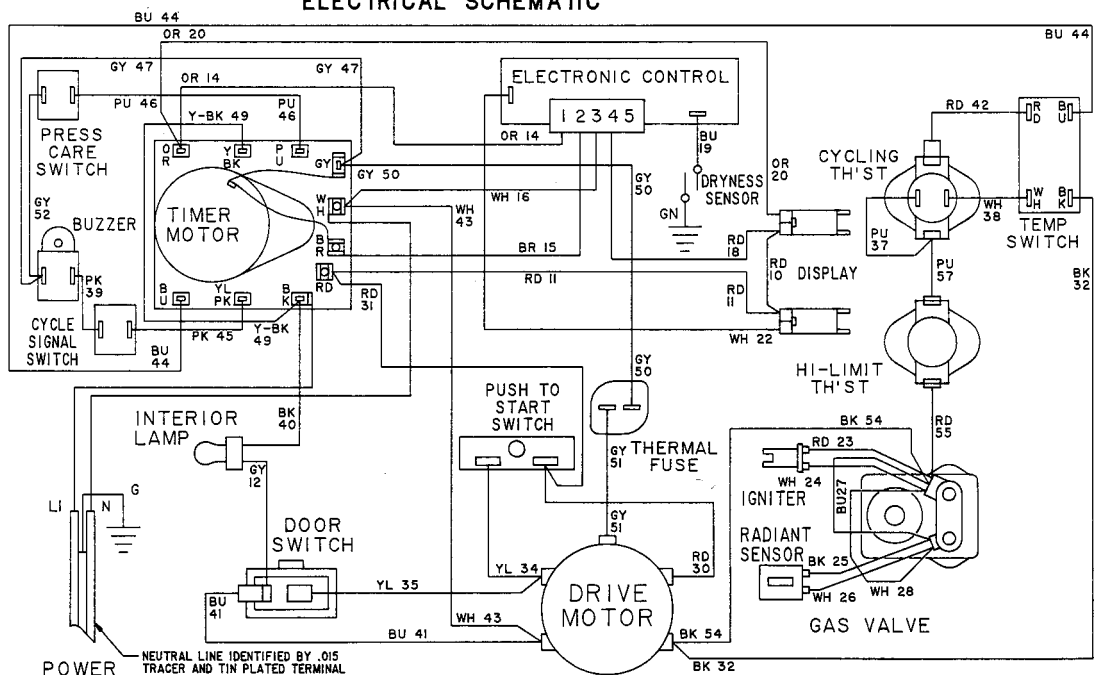 ELECTRICAL SCHEMATIC
BU 44
OR 20
BU 44
GY 47
GY 47
OR 14
ELECTRONIC CONTROL
RD 42
R
D
B
U
PU 46
PU
46
1 2 3 4 5
PRESS
CARE
SWITCH
Y-BK 49
OR 14
BU
19
CYCLING
TH'ST
O
R
Y
BK
P
U
GY
GY 50
GY
50
OR
20
DRYNESS
SENSOR
WH 16
W
H
B
K
WH
38
TEMP
SWITCH
GY
52
BUZZER
TIMER
MOTOR
W
H
WH
43
GN
PU
37
B
R
BR 15
RD
18
RD
10
DISPLAY
PU
57
BK
32
PK
39
RD 11
RD
RD
31
RD
11
B
U
YL
PK
B
K
CYCLE
SIGNAL
SWITCH
PK 45
Y-BK
49
WH 22
BU
44
GY
50
HI-LIMIT
TH'ST
PUSH TO
START
SWITCH
INTERIOR
LAMP
BK
40
BK 54
RD
55
THERMAL
FUSE
GY
51
RD 23
GY
12
WH 24
IGNITER
BU27
L1
N
G
DOOR
SWITCH
GY
51
RADIANT
SENSOR
YL 34
RD
30
BK 25
YL 35
DRIVE
MOTOR
WH 26
WH 28
BU
41
WH 43
GAS VALVE
BU 41
BK 54
POWER
NEUTRAL LINE IDENTIFIED BY .015
TRACER AND TIN PLATED TERMINAL
BK 32